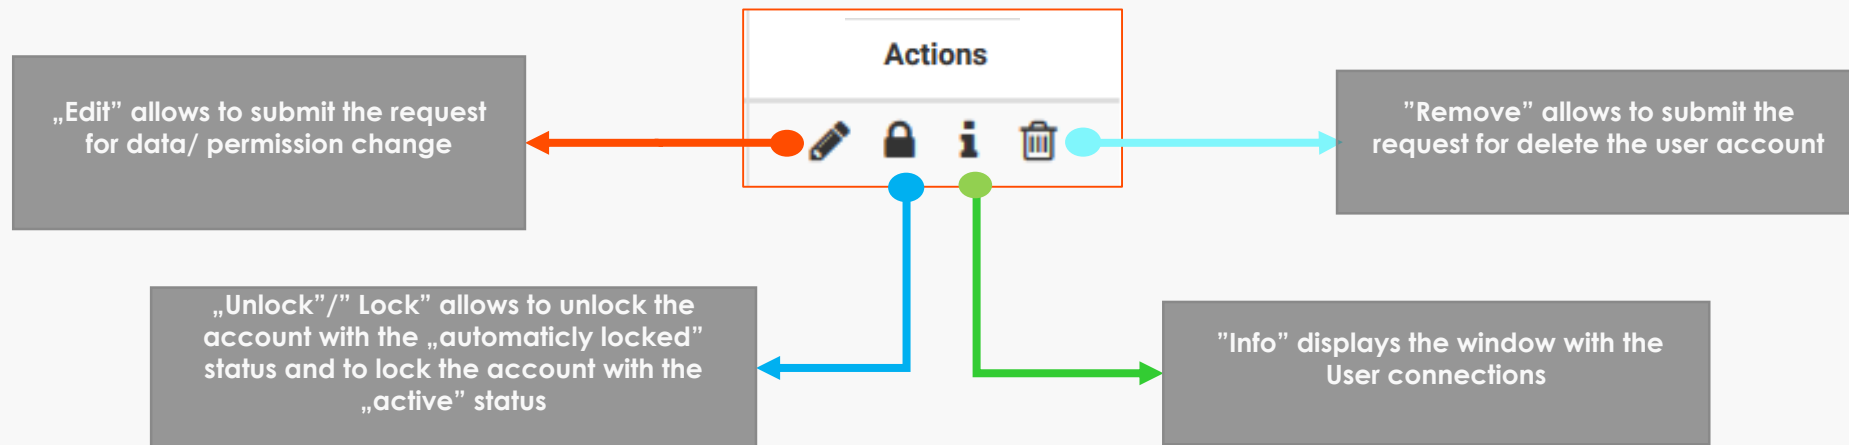 Actions
„Edit” allows to submit the request
for data/ permission change
”Remove” allows to submit the
request for delete the user account
„Unlock”/” Lock” allows to unlock the
account with the „automaticly locked”
status and to lock the account with the
„active” status
”Info” displays the window with the
User connections